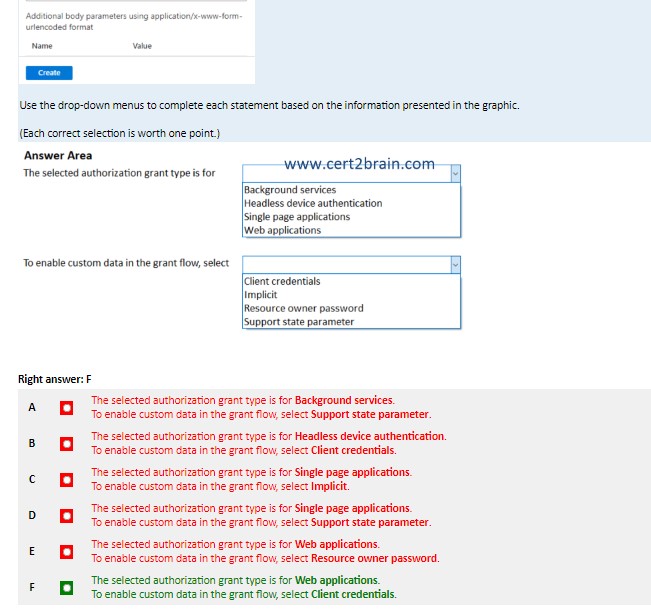 Additional body parameters using application/x-www-form-
urlencoded format
Name Value
Create
Use the drop-down menus to complete each statement based on the information presented in the graphic.
(Each correct selection is worth one point.)
Answer Area
www.cert2brain.com
The selected authorization grant type is for
Background services
Headless device authentication
Single page applications
Web applications
To enable custom data in the grant flow, select
Client credentials
Implicit
Resource owner password
Support state parameter
Right answer: F
A The selected authorization grant type is for Background services.
To enable custom data in the grant flow, select Support state parameter.
B The selected authorization grant type is for Headless device authentication.
To enable custom data in the grant flow, select Client credentials.
C The selected authorization grant type is for Single page applications.
To enable custom data in the grant flow, select Implicit.
D The selected authorization grant type is for Single page applications.
To enable custom data in the grant flow, select Support state parameter.
E The selected authorization grant type is for Web applications.
To enable custom data in the grant flow, select Resource owner password.
F The selected authorization grant type is for Web applications.
To enable custom data in the grant flow, select Client credentials.